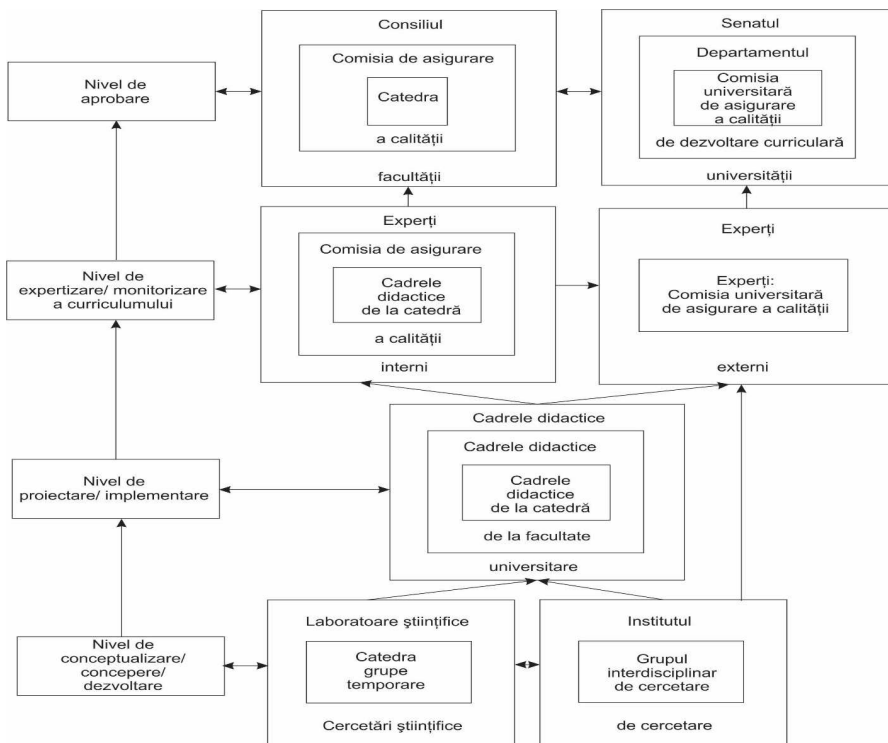 Consiliul
Comisia de asigurare
Catedra
a calității
facultății
Senatul
Departamentul
Comisia
universitară
de asigurare
a calității
de dezvoltare curriculară
universității
Nivel de
aprobare
Experți
Comisia de asigurare
Cadrele
didactice
de la catedră
a calității
interni
Experți
Experți:
Comisia universitară
de asigurare a calității
externi
Nivel de
expertizare/ monitorizare
a curriculumului
Cadrele didactice
Cadrele didactice
Cadrele
didactice
de la catedră
de la facultate
universitare
Nivel de
proiectare/ implementare
Nivel de
conceptualizare/
concepere/
dezvoltare
Laboratoare ştiințifice
Catedra
grupe
temporare
Cercetări ştiințifice
Institutul
Grupul
interdisciplinar
de cercetare
de cercetare